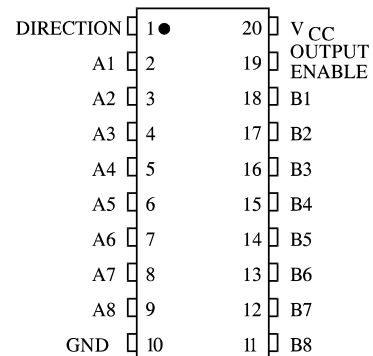 DIRECTION 1 20 VCC
A1 2 19 OUTPUT ENABLE
A2 3 18 B1
A3 4 17 B2
A4 5 16 B3
A5 6 15 B4
A6 7 14 B5
A7 8 13 B6
A8 9 12 B7
GND 10 11 B8